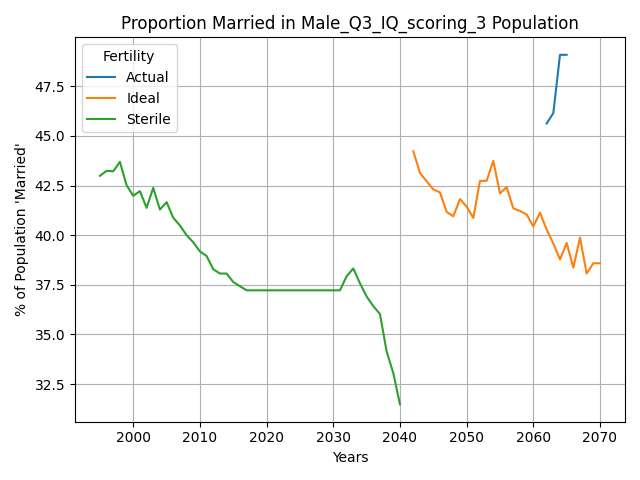 Proportion Married in Male_Q3_IQ_scoring_3 Population
% of Population 'Married'
Fertility
Actual
Ideal
Sterile
47.5
45.0
42.5
40.0
37.5
35.0
32.5
2000 2010 2020 2030 2040 2050 2060 2070
Years